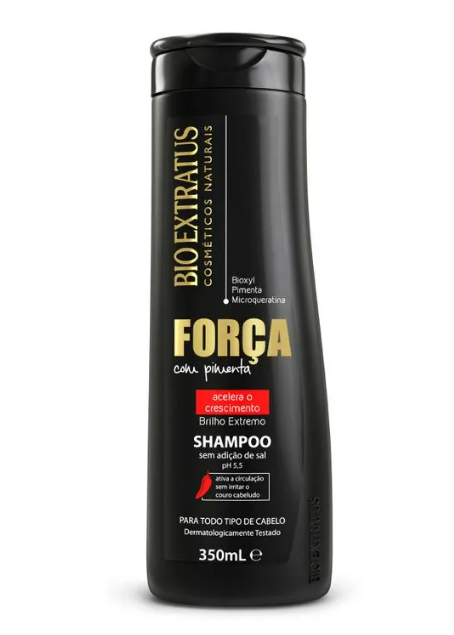 BIO EXTRATUS
COSMÉTICOS NATURAIS
Bioxyl
Pimenta
Microqueratina
FORÇA
com pimenta
acelera o
crescimento
Brilho Extremo
SHAMPOO
sem adição de sal
pH 5,5
ativa a circulação
sem irritar o
couro cabeludo
PARA TODO TIPO DE CABELO
Dermatologicamente Testado
350mL ℮
BIO EXTRATUS